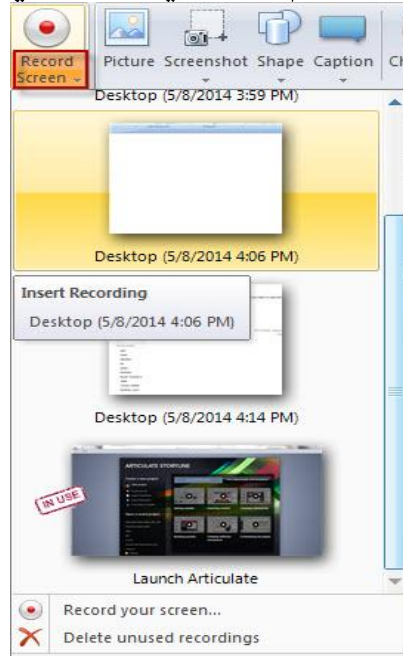 Record Screen
Picture
Screenshot
Shape
Caption
Desktop (5/8/2014 3:59 PM)
Desktop (5/8/2014 4:06 PM)
Insert Recording
Desktop (5/8/2014 4:06 PM)
Desktop (5/8/2014 4:14 PM)
IN USE
ARTICULATE STORYLINE
Launch Articulate
Record your screen...
Delete unused recordings